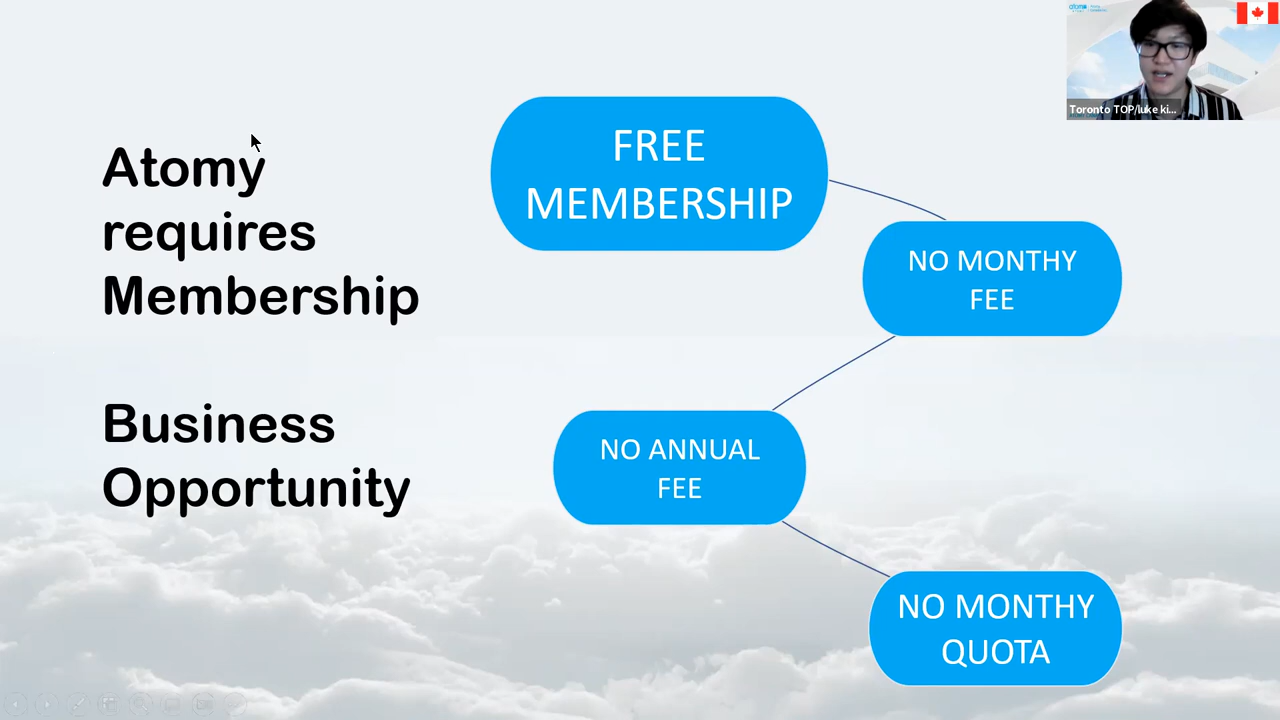 Atomy
requires
Membership
Business
Opportunity
FREE
MEMBERSHIP
NO MONTHY
FEE
NO ANNUAL
FEE
NO MONTHY
QUOTA
Toronto TOP/luke ki...